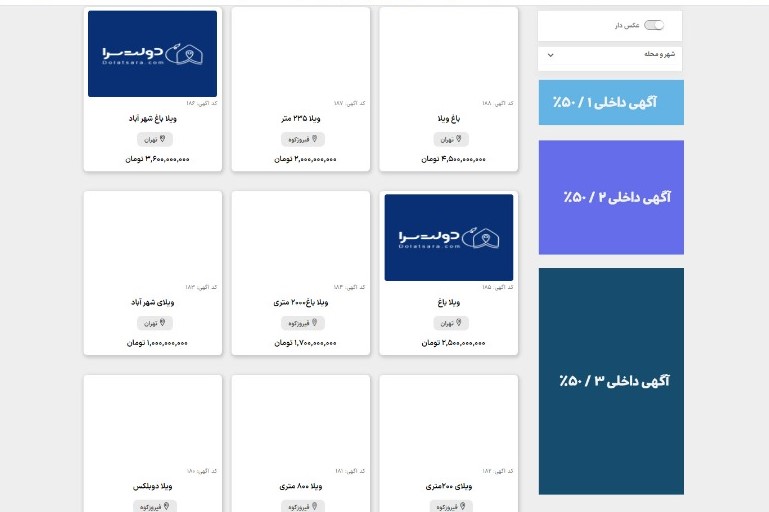 عکس دار
شهر و محله
آگهی داخلی ۱ / ۵۰٪
آگهی داخلی ۲ / ۵۰٪
آگهی داخلی ۳ / ۵۰٪
کد آگهی: ۱۸۸
باغ ویلا
تهران
۴,۵۰۰,۰۰۰,۰۰۰ تومان
کد آگهی: ۱۸۷
ویلا ۲۳۵ متر
فیروزکوه
۲,۰۰۰,۰۰۰,۰۰۰ تومان
دولت سرا
Dolatsara.com
کد آگهی: ۱۸۶
ویلا باغ شهر آباد
تهران
۳,۶۰۰,۰۰۰,۰۰۰ تومان
دولت سرا
Dolatsara.com
کد آگهی: ۱۸۵
ویلا باغ
تهران
۲,۵۰۰,۰۰۰,۰۰۰ تومان
کد آگهی: ۱۸۴
ویلا باغ۲۰۰۰ متری
فیروزکوه
۱,۷۰۰,۰۰۰,۰۰۰ تومان
کد آگهی: ۱۸۳
ویلای شهر آباد
تهران
۱,۰۰۰,۰۰۰,۰۰۰ تومان
کد آگهی: ۱۸۲
ویلای ۲۰۰متری
فیروزکوه
کد آگهی: ۱۸۱
ویلا ۸۰۰ متری
فیروزکوه
کد آگهی: ۱۸۰
ویلا دوبلکس
فیروزکوه